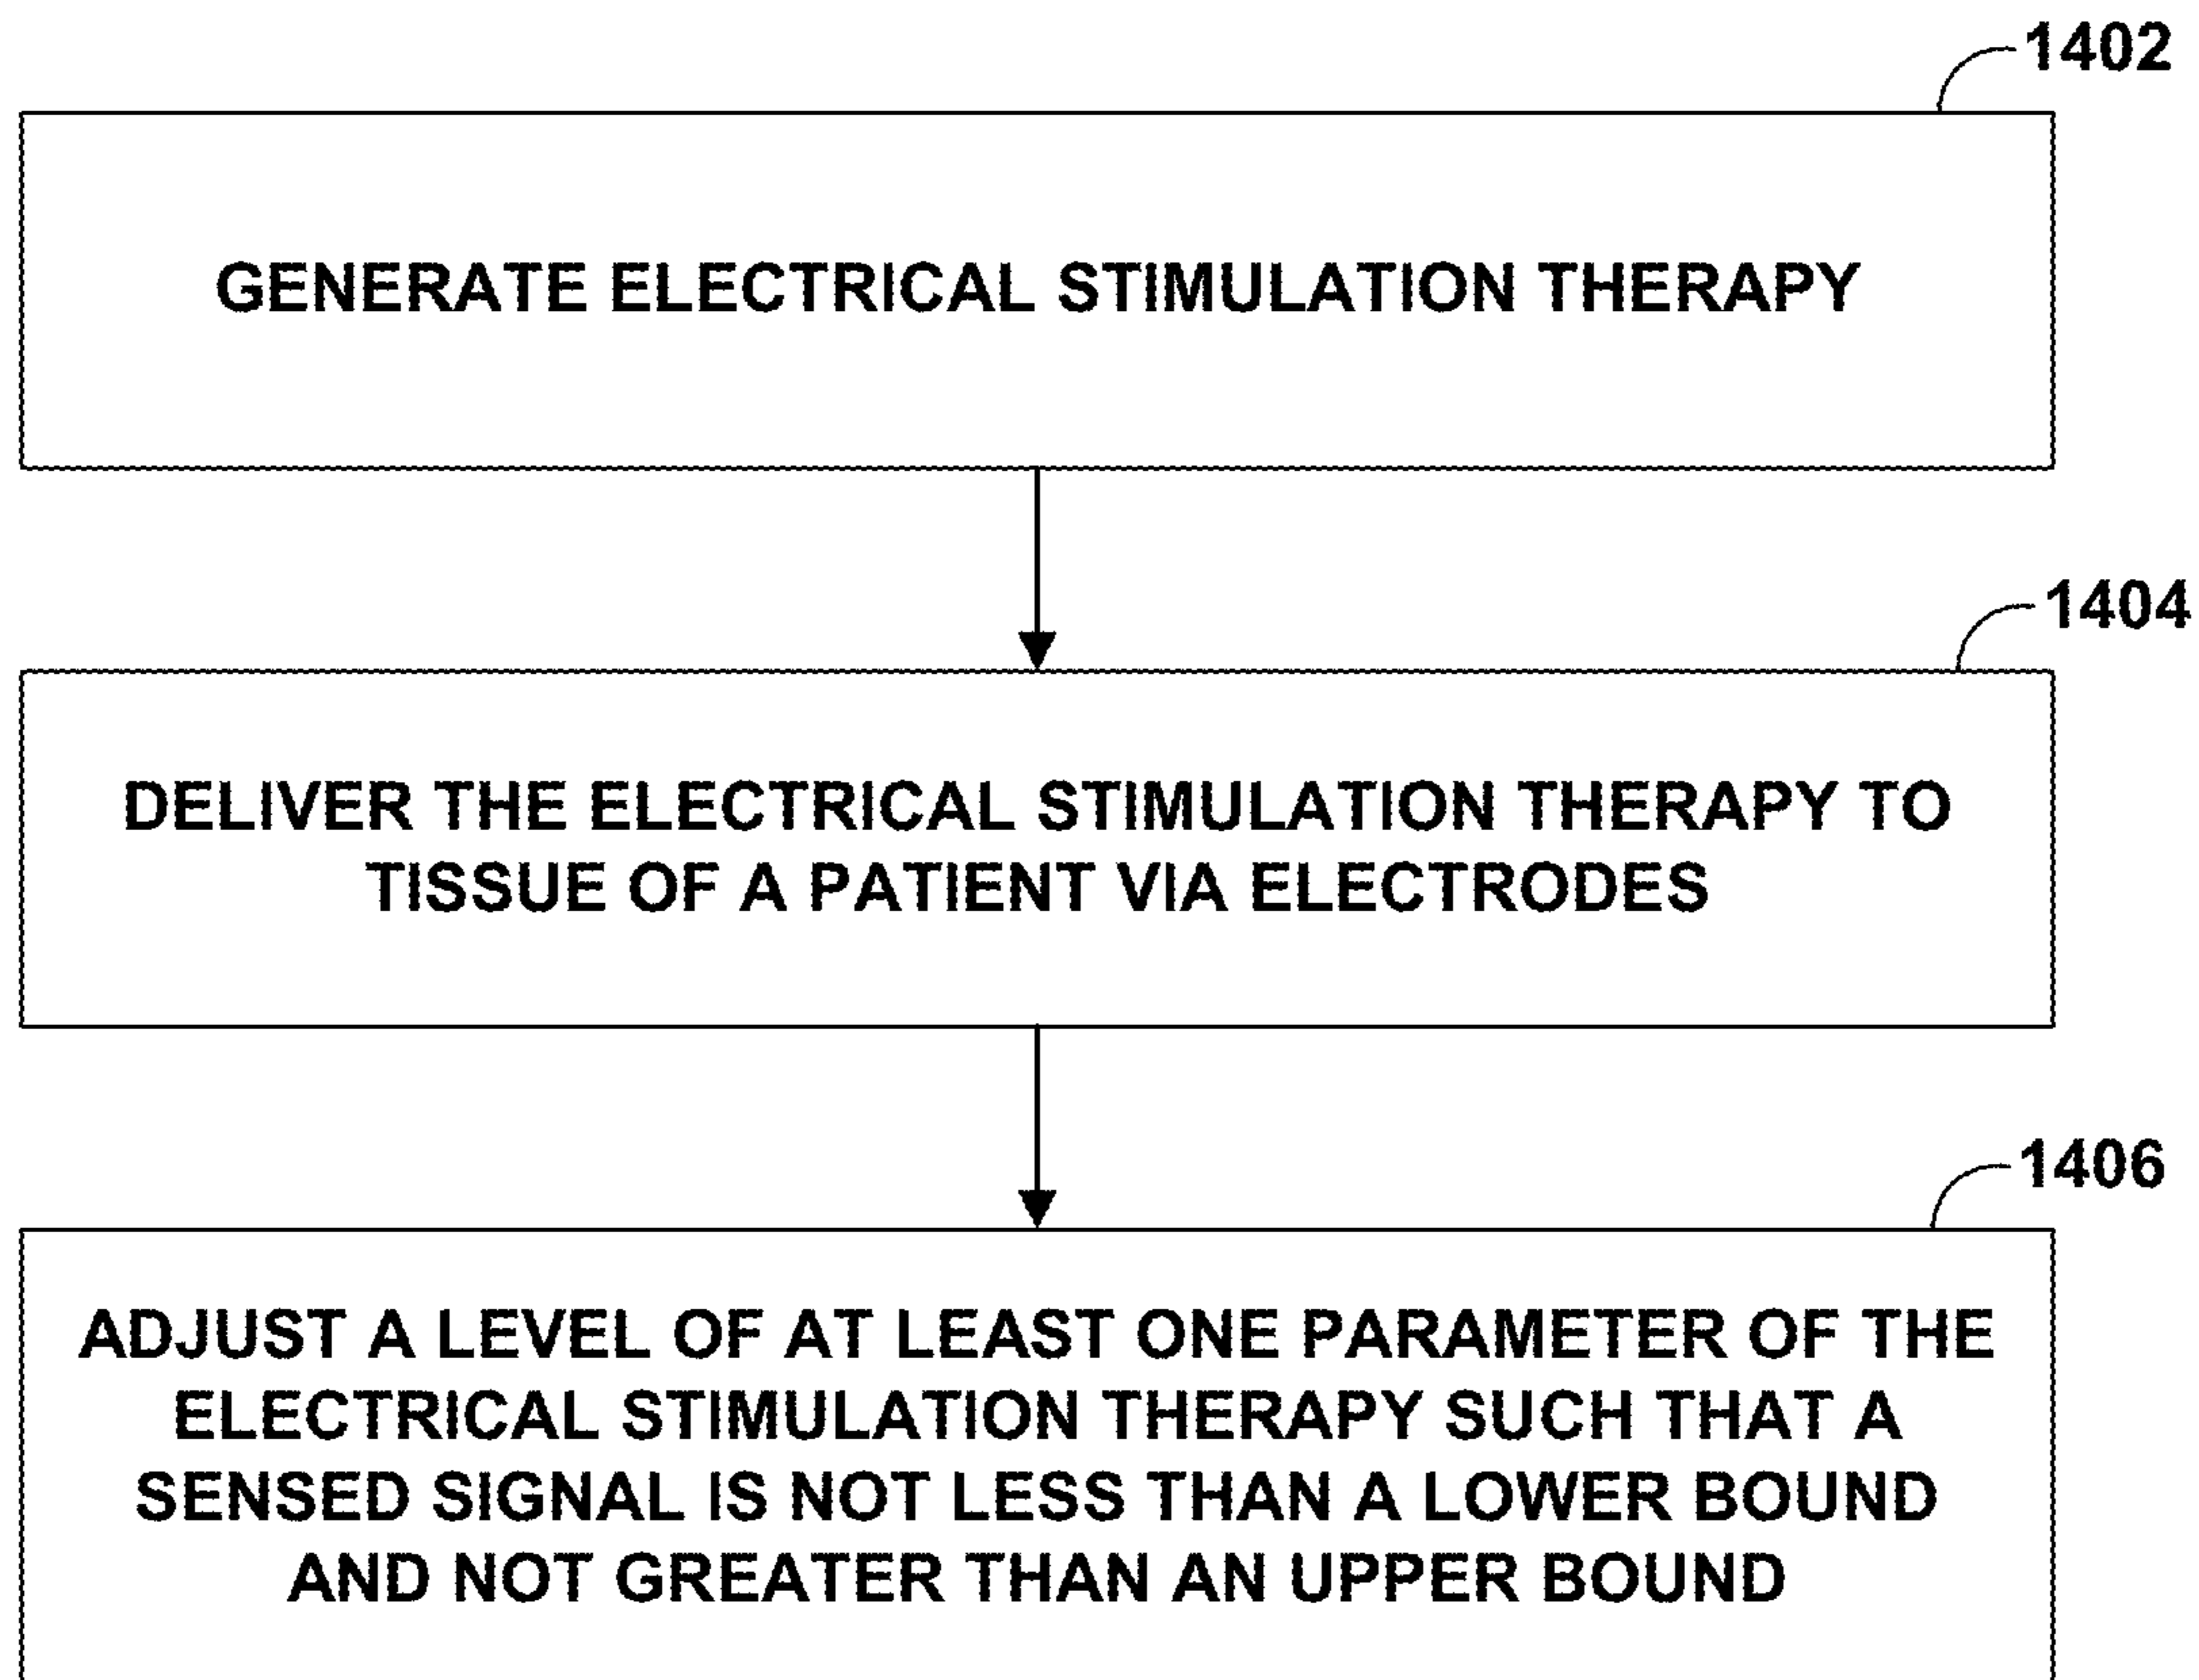 1402
GENERATE ELECTRICAL STIMULATION THERAPY
1404
DELIVER THE ELECTRICAL STIMULATION THERAPY TO
TISSUE OF A PATIENT VIA ELECTRODES
1406
ADJUST A LEVEL OF AT LEAST ONE PARAMETER OF THE
ELECTRICAL STIMULATION THERAPY SUCH THAT A
SENSED SIGNAL IS NOT LESS THAN A LOWER BOUND
AND NOT GREATER THAN AN UPPER BOUND